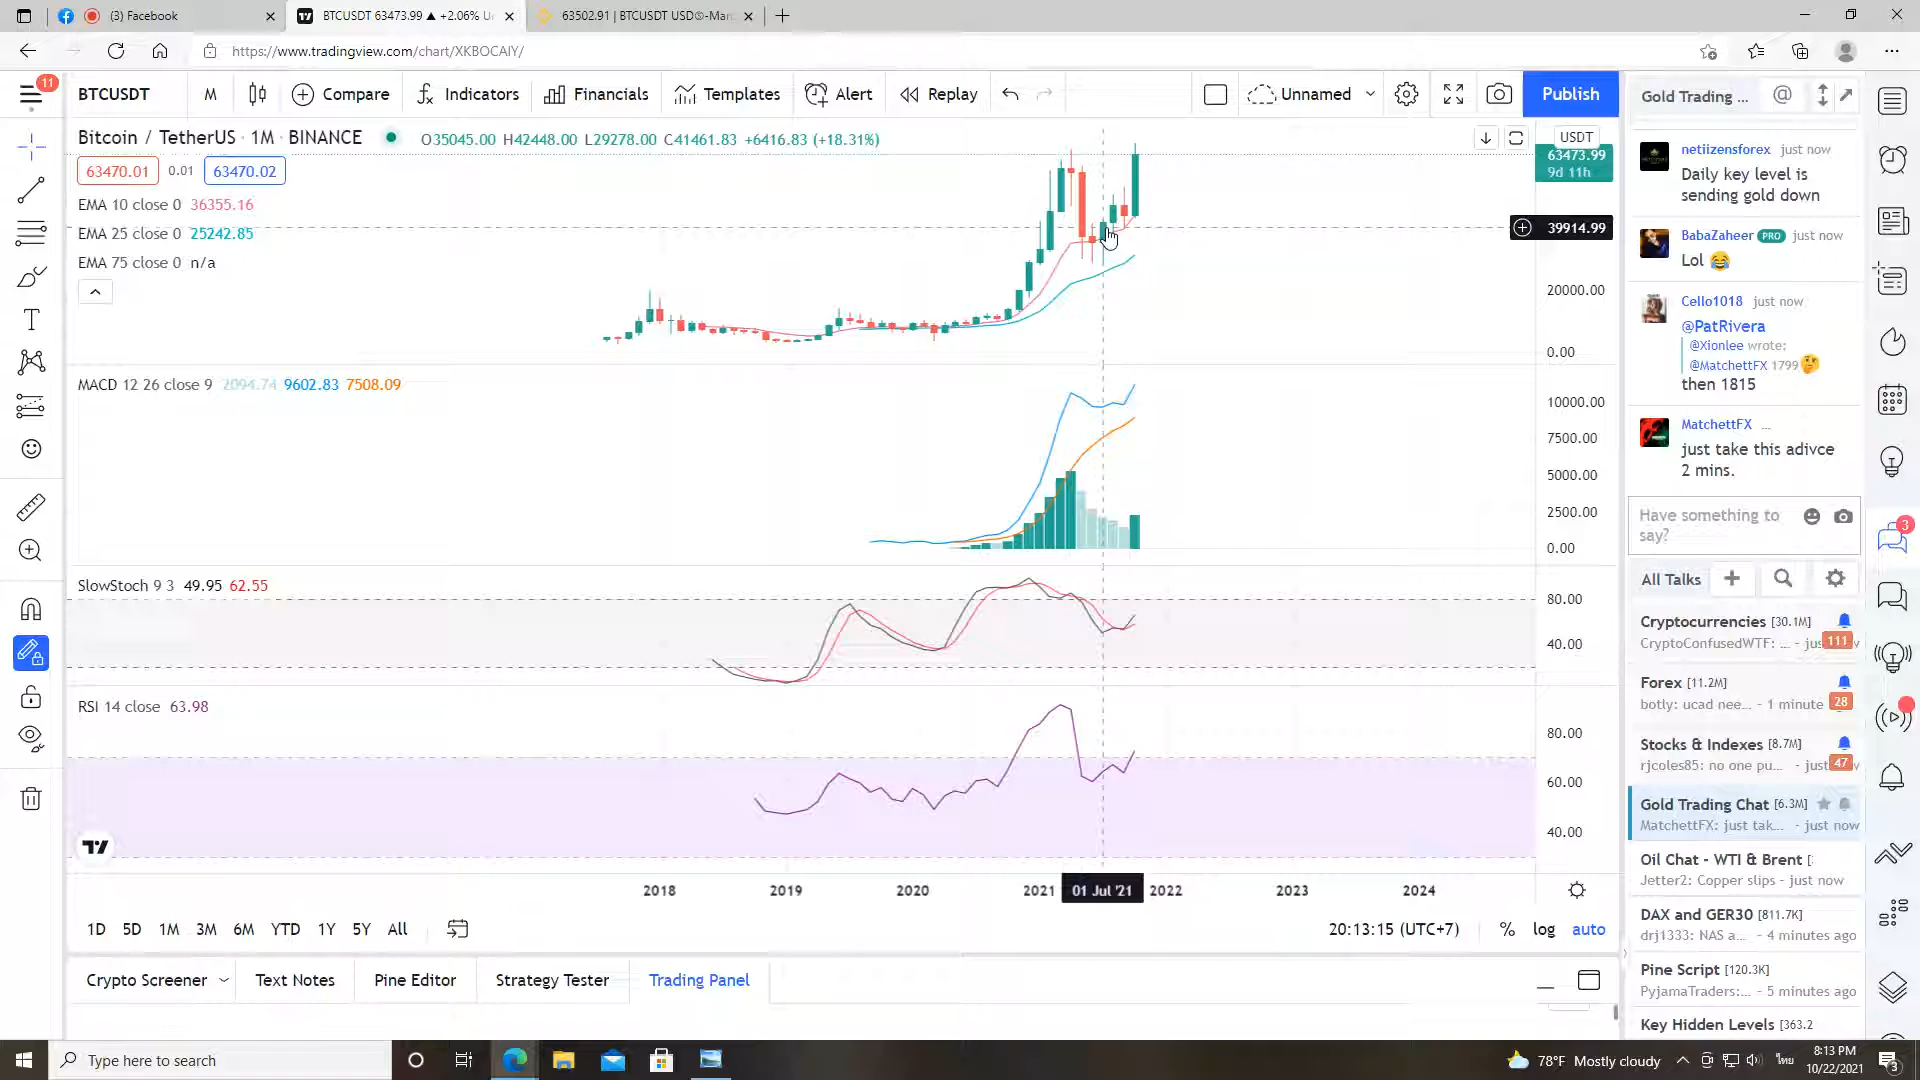 (3) Facebook
BTCUSDT 63473.99 ▲ +2.06% Un
63502.91 | BTCUSDT USDⓈ-Mar
https://www.tradingview.com/chart/XKBOCAIY/
11
BTCUSDT
M
Compare
Indicators
Financials
Templates
Alert
Replay
Unnamed
Publish
Bitcoin / TetherUS · 1M · BINANCE
O35045.00 H42448.00 L29278.00 C41461.83 +6416.83 (+18.31%)
63470.01
0.01
63470.02
EMA 10 close 0 36355.16
EMA 25 close 0 25242.85
EMA 75 close 0 n/a
USDT
63473.99
9d 11h
39914.99
20000.00
0.00
MACD 12 26 close 9 2094.74 9602.83 7508.09
10000.00
7500.00
5000.00
2500.00
0.00
SlowStoch 9 3 49.95 62.55
80.00
40.00
RSI 14 close 63.98
80.00
60.00
40.00
2018
2019
2020
2021
01 Jul '21
2022
2023
2024
1D 5D 1M 3M 6M YTD 1Y 5Y All
20:13:15 (UTC+7)
%
log
auto
Crypto Screener
Text Notes
Pine Editor
Strategy Tester
Trading Panel
Gold Trading ...
@
netiizensforex just now
Daily key level is
sending gold down
BabaZaheer PRO just now
Lol 😂
Cello1018 just now
@PatRivera
@Xionlee wrote:
@MatchettFX 1799 🤔
then 1815
MatchettFX ...
just take this adivce
2 mins.
Have something to
say?
3
All Talks
Cryptocurrencies [30.1M]
CryptoConfusedWTF: ... - jus
111
Forex [11.2M]
botly: ucad nee... - 1 minute
28
Stocks & Indexes [8.7M]
rjcoles85: no one pu... - just
47
Gold Trading Chat [6.3M]
MatchettFX: just tak... - just now
Oil Chat - WTI & Brent [
Jetter2: Copper slips - just now
DAX and GER30 [811.7K]
drj1333: NAS a... - 4 minutes ago
Pine Script [120.3K]
PyjamaTraders:... - 5 minutes ago
Key Hidden Levels [363.2
Type here to search
78°F Mostly cloudy
ไทย
8:13 PM
10/22/2021
3